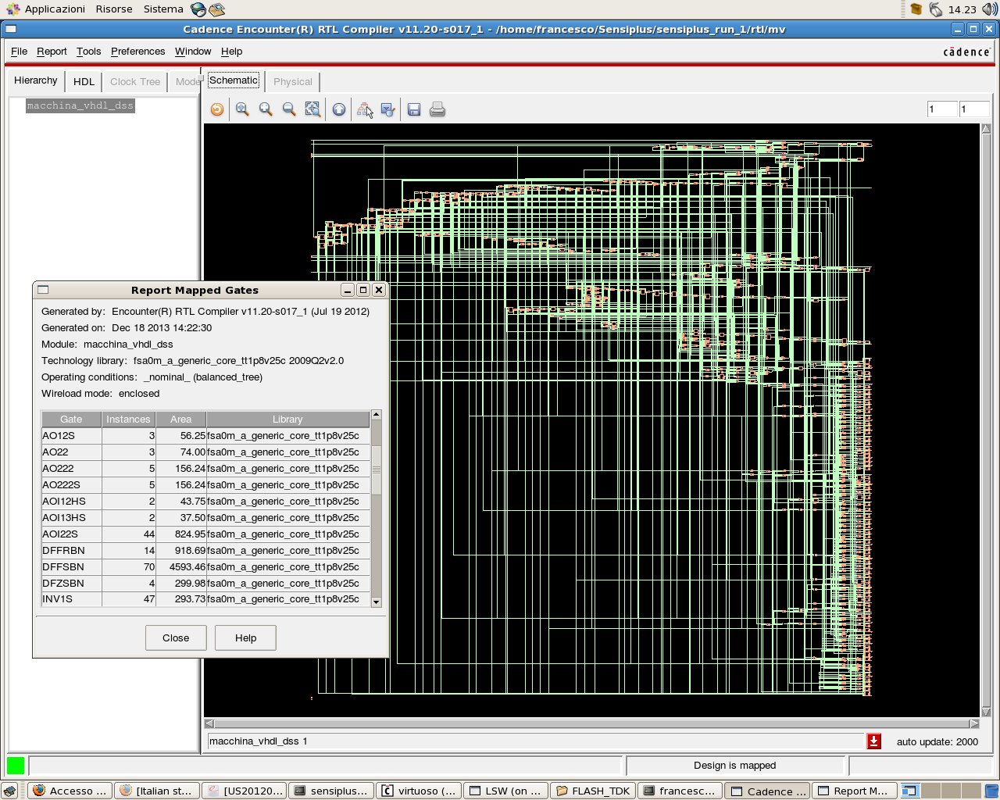 Applicazioni Risorse Sistema 14.23
Cadence Encounter(R) RTL Compiler v11.20-s017_1 - /home/francesco/Sensiplus/sensiplus_run_1/rtl/mv
File Report Tools Preferences Window Help cādence
Hierarchy HDL Clock Tree Mode Schematic Physical
macchina_vhdl_dss
1 1
Report Mapped Gates
Generated by: Encounter(R) RTL Compiler v11.20-s017_1 (Jul 19 2012)
Generated on: Dec 18 2013 14:22:30
Module: macchina_vhdl_dss
Technology library: fsa0m_a_generic_core_tt1p8v25c 2009Q2v2.0
Operating conditions: _nominal_ (balanced_tree)
Wireload mode: enclosed
Gate Instances Area Library
AO12S 3 56.25 fsa0m_a_generic_core_tt1p8v25c
AO22 3 74.00 fsa0m_a_generic_core_tt1p8v25c
AO222 5 156.24 fsa0m_a_generic_core_tt1p8v25c
AO222S 5 156.24 fsa0m_a_generic_core_tt1p8v25c
AOI12HS 2 43.75 fsa0m_a_generic_core_tt1p8v25c
AOI13HS 2 37.50 fsa0m_a_generic_core_tt1p8v25c
AOI22S 44 824.95 fsa0m_a_generic_core_tt1p8v25c
DFFRBN 14 918.69 fsa0m_a_generic_core_tt1p8v25c
DFFSBN 70 4593.46 fsa0m_a_generic_core_tt1p8v25c
DFZSBN 4 299.98 fsa0m_a_generic_core_tt1p8v25c
INV1S 47 293.73 fsa0m_a_generic_core_tt1p8v25c
Close Help
macchina_vhdl_dss 1 auto update: 2000
Design is mapped
Accesso ... [Italian st... [US20120... sensiplus... virtuoso (... LSW (on ... FLASH_TDK francesc... Cadence ... Report M...